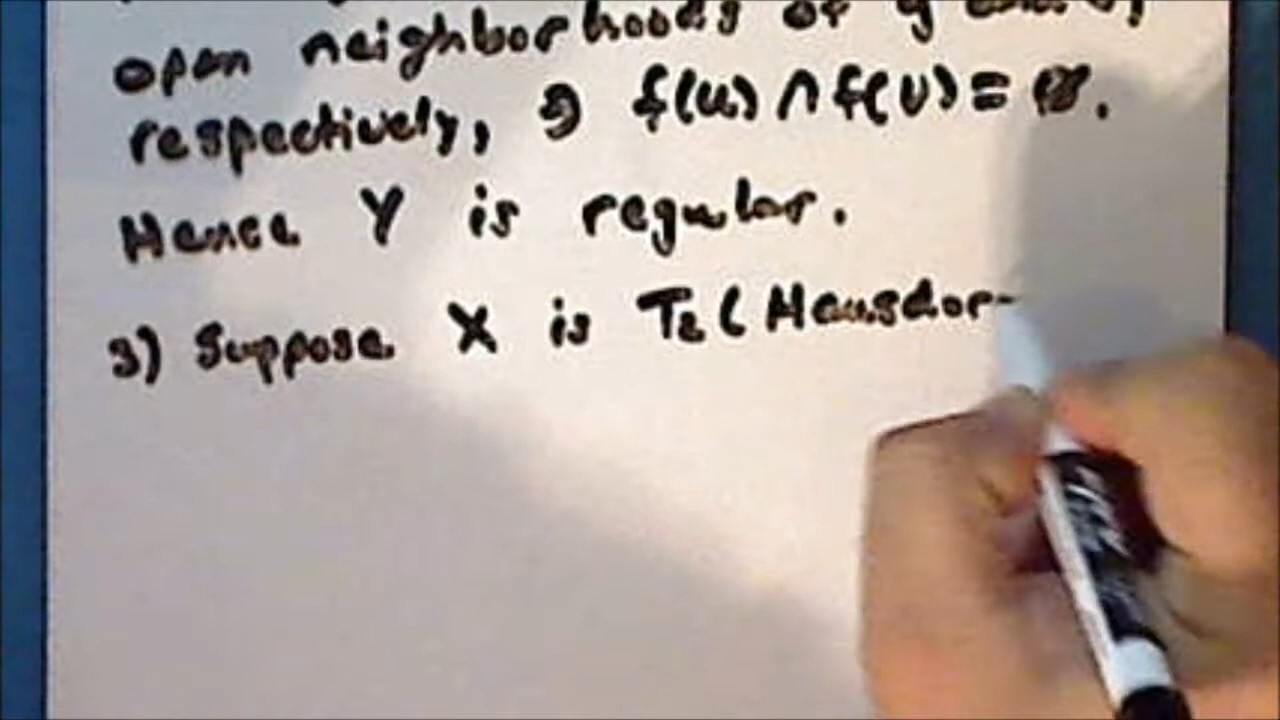 open neighborhoods of y
respectively, ∋ f(u) ∩ f(v) = Ø.
Hence Y is regular.
3) Suppose X is T2 (Hausdor